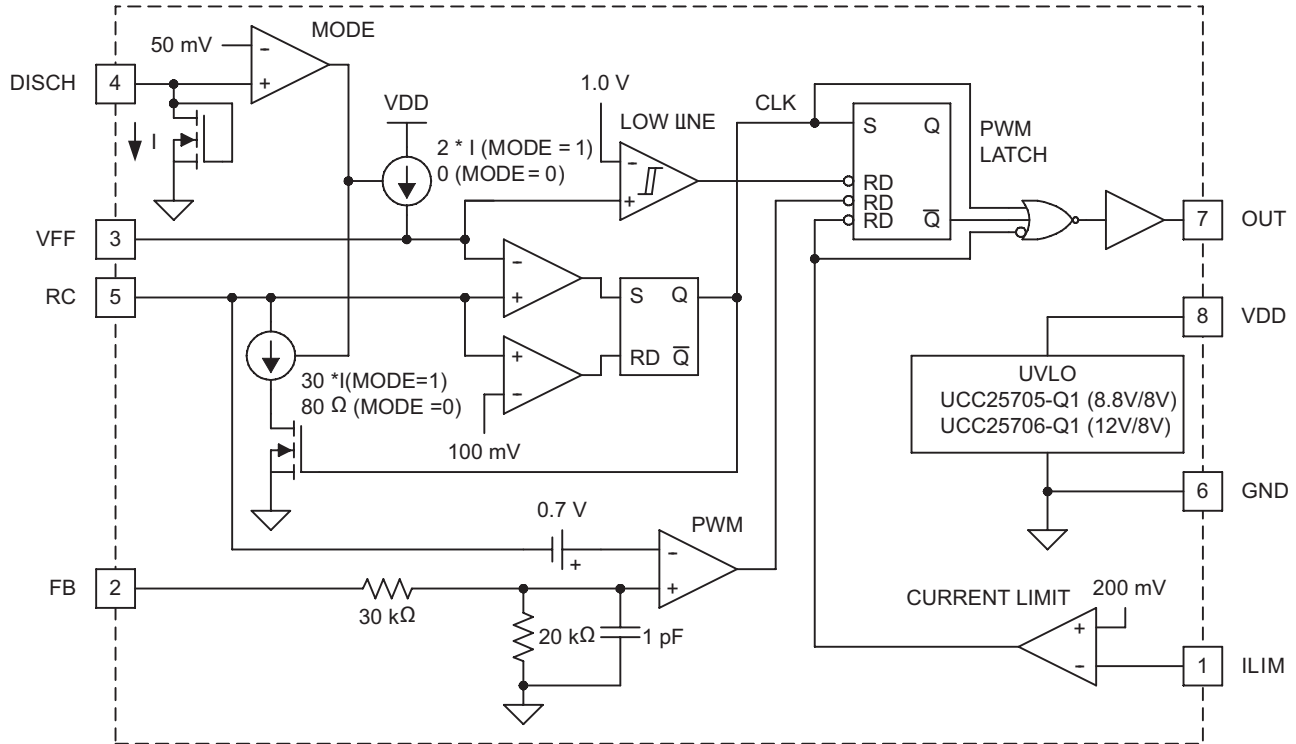 MODE
50 mV
-
+
DISCH
4
I
VDD
2 * I (MODE = 1)
0 (MODE = 0)
1.0 V
LOW LINE
-
+
CLK
S Q
RD
RD
RD Q
PWM
LATCH
7
OUT
VFF
3
RC
5
-
+
+
-
S Q
RD Q
30 *I(MODE=1)
80 Ω (MODE =0)
100 mV
8
VDD
UVLO
UCC25705-Q1 (8.8V/8V)
UCC25706-Q1 (12V/8V)
6
GND
0.7 V
+
PWM
-
+
FB
2
30 kΩ
20 kΩ
1 pF
CURRENT LIMIT
200 mV
+
-
1
ILIM